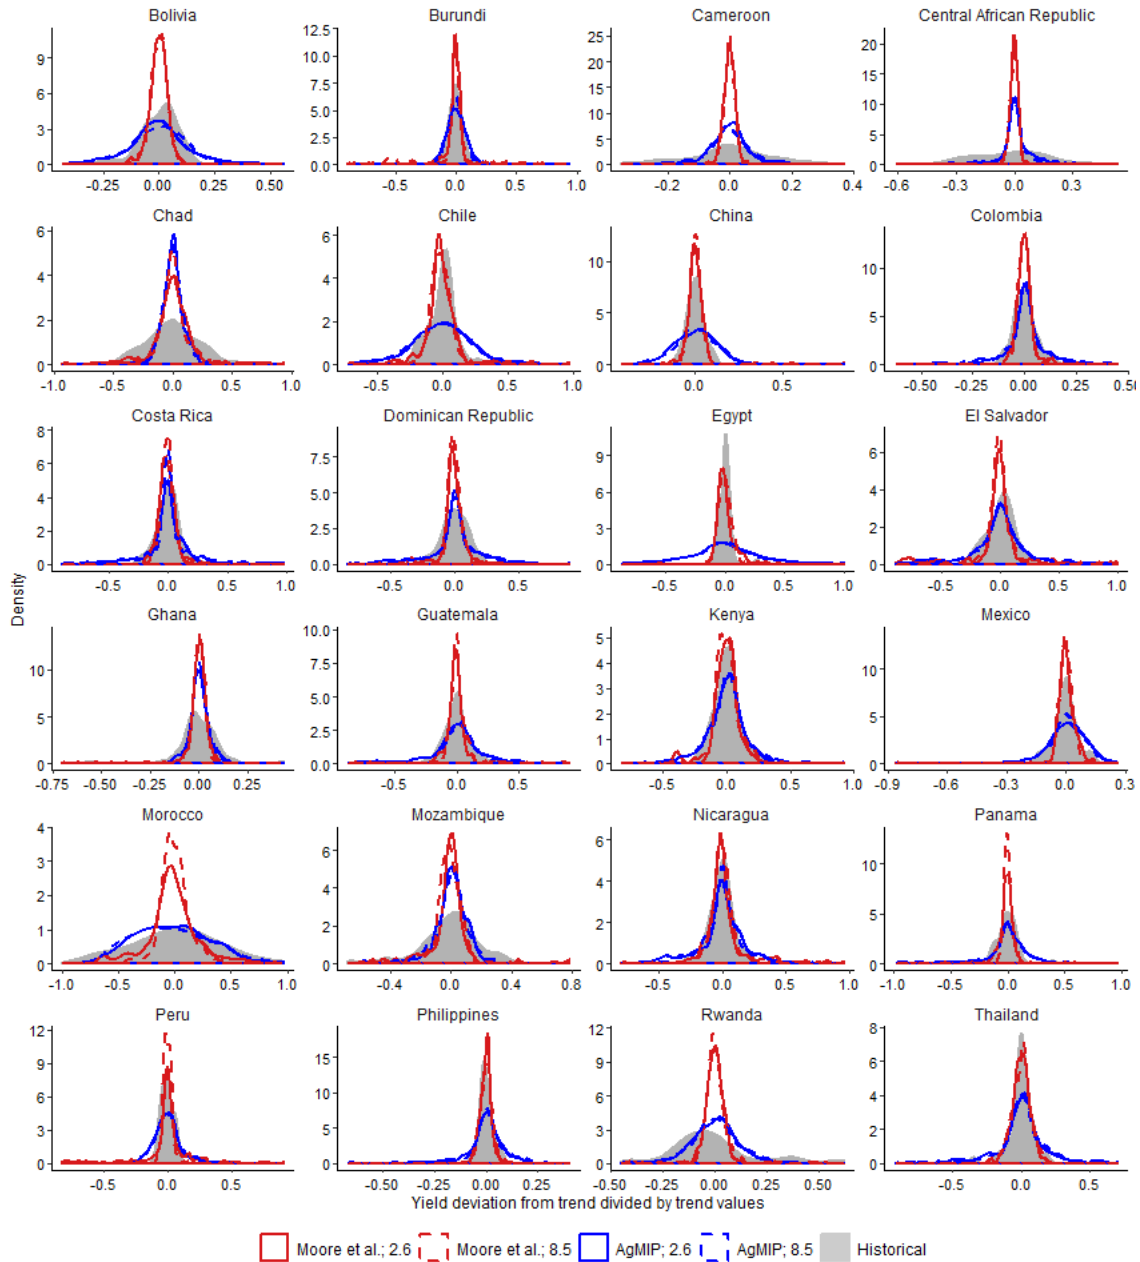 Bolivia Burundi Cameroon Central African Republic
9 6 3 0 12.5 10.0 7.5 5.0 2.5 0.0 25 20 15 10 5 0 20 15 10 5 0
-0.25 0.00 0.25 0.50 -0.5 0.0 0.5 1.0 -0.2 0.0 0.2 0.4 -0.6 -0.3 0.0 0.3
Chad Chile China Colombia
6 4 2 0 6 4 2 0 10 5 0 10 5 0
-1.0 -0.5 0.0 0.5 1.0 -0.5 0.0 0.5 0.0 0.5 -0.50 -0.25 0.00 0.25 0.50
Costa Rica Dominican Republic Egypt El Salvador
8 6 4 2 0 7.5 5.0 2.5 0.0 9 6 3 0 6 4 2 0
-0.5 0.0 0.5 1.0 -0.5 0.0 0.5 -0.5 0.0 0.5 1.0 -0.5 0.0 0.5 1.0
Density
Ghana Guatemala Kenya Mexico
10 5 0 10.0 7.5 5.0 2.5 0.0 5 4 3 2 1 0 10 5 0
-0.75 -0.50 -0.25 0.00 0.25 -0.5 0.0 0.5 -0.5 0.0 0.5 1.0 -0.9 -0.6 -0.3 0.0 0.3
Morocco Mozambique Nicaragua Panama
4 3 2 1 0 6 4 2 0 6 4 2 0 10 5 0
-1.0 -0.5 0.0 0.5 1.0 -0.4 0.0 0.4 0.8 -0.5 0.0 0.5 1.0 -1.0 -0.5 0.0 0.5 1.0
Peru Philippines Rwanda Thailand
12 9 6 3 0 15 10 5 0 12 9 6 3 0 8 6 4 2 0
-0.5 0.0 0.5 -0.50 -0.25 0.00 0.25 -0.50 -0.25 0.00 0.25 0.50 -0.5 0.0 0.5
Yield deviation from trend divided by trend values
Moore et al.; 2.6 Moore et al.; 8.5 AgMIP; 2.6 AgMIP; 8.5 Historical